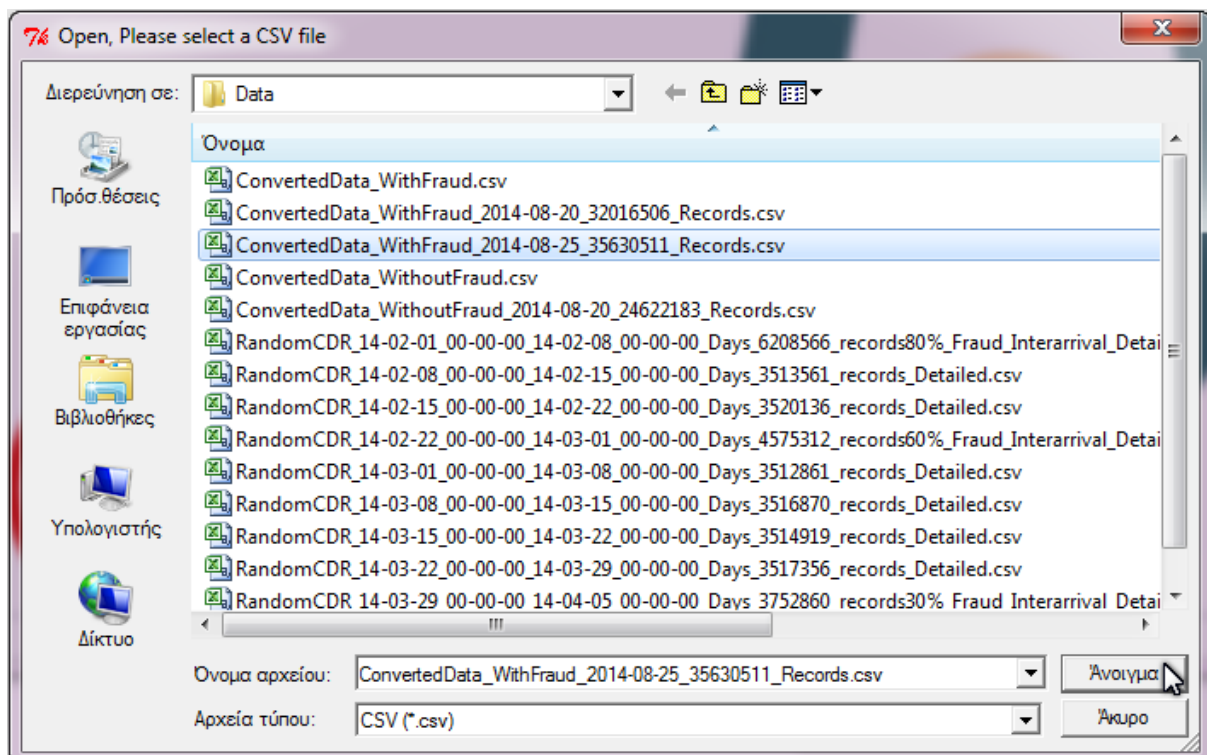 Open, Please select a CSV file
Διερεύνηση σε:
Data
Όνομα
ConvertedData_WithFraud.csv
ConvertedData_WithFraud_2014-08-20_32016506_Records.csv
ConvertedData_WithFraud_2014-08-25_35630511_Records.csv
ConvertedData_WithoutFraud.csv
ConvertedData_WithoutFraud_2014-08-20_24622183_Records.csv
RandomCDR_14-02-01_00-00-00_14-02-08_00-00-00_Days_6208566_records80%_Fraud_Interarrival_Detai
RandomCDR_14-02-08_00-00-00_14-02-15_00-00-00_Days_3513561_records_Detailed.csv
RandomCDR_14-02-15_00-00-00_14-02-22_00-00-00_Days_3520136_records_Detailed.csv
RandomCDR_14-02-22_00-00-00_14-03-01_00-00-00_Days_4575312_records60%_Fraud_Interarrival_Detai
RandomCDR_14-03-01_00-00-00_14-03-08_00-00-00_Days_3512861_records_Detailed.csv
RandomCDR_14-03-08_00-00-00_14-03-15_00-00-00_Days_3516870_records_Detailed.csv
RandomCDR_14-03-15_00-00-00_14-03-22_00-00-00_Days_3514919_records_Detailed.csv
RandomCDR_14-03-22_00-00-00_14-03-29_00-00-00_Days_3517356_records_Detailed.csv
RandomCDR_14-03-29_00-00-00_14-04-05_00-00-00_Days_3752860_records30%_Fraud_Interarrival_Detai
Πρόσ.θέσεις
Επιφάνεια
εργασίας
Βιβλιοθήκες
Υπολογιστής
Δίκτυο
Όνομα αρχείου:
ConvertedData_WithFraud_2014-08-25_35630511_Records.csv
Άνοιγμα
Αρχεία τύπου:
CSV (*.csv)
Άκυρο